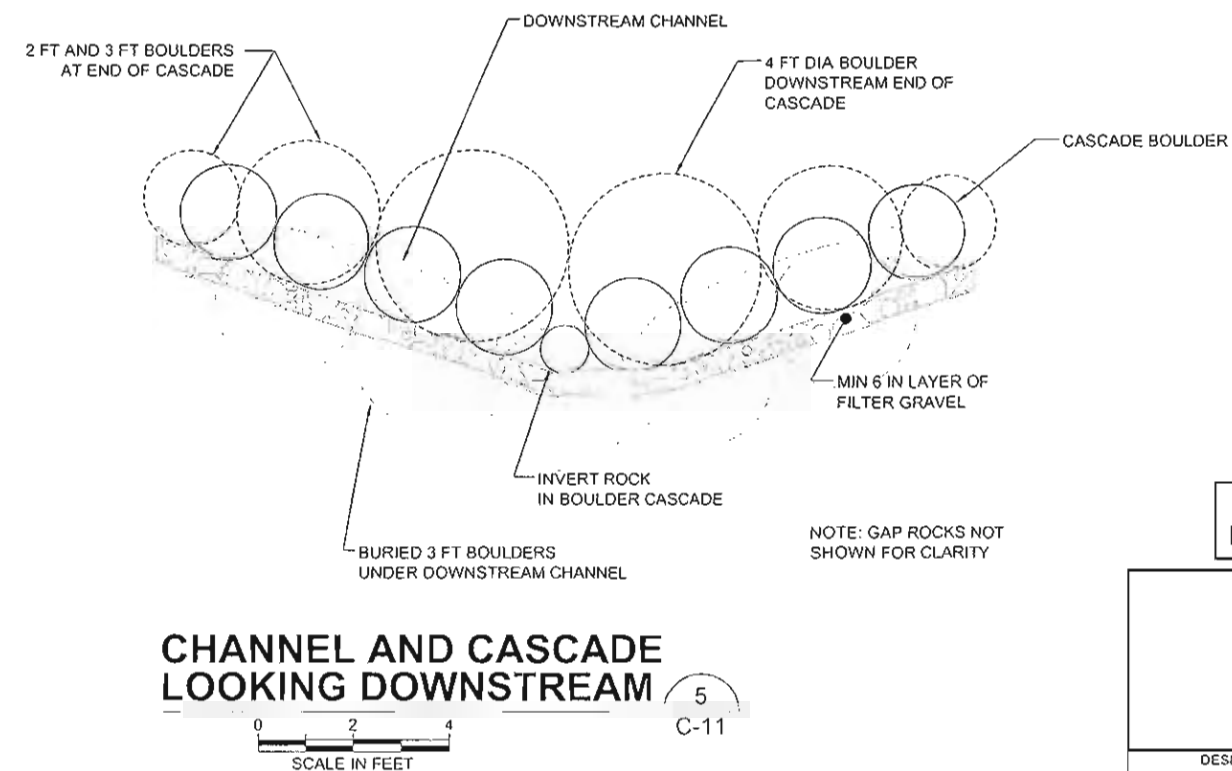 DOWNSTREAM CHANNEL
2 FT AND 3 FT BOULDERS
AT END OF CASCADE
4 FT DIA BOULDER
DOWNSTREAM END OF
CASCADE
CASCADE BOULDER
MIN 6 IN LAYER OF
FILTER GRAVEL
INVERT ROCK
IN BOULDER CASCADE
NOTE: GAP ROCKS NOT
SHOWN FOR CLARITY
BURIED 3 FT BOULDERS
UNDER DOWNSTREAM CHANNEL
CHANNEL AND CASCADE
LOOKING DOWNSTREAM
5
C-11
0 2 4
SCALE IN FEET